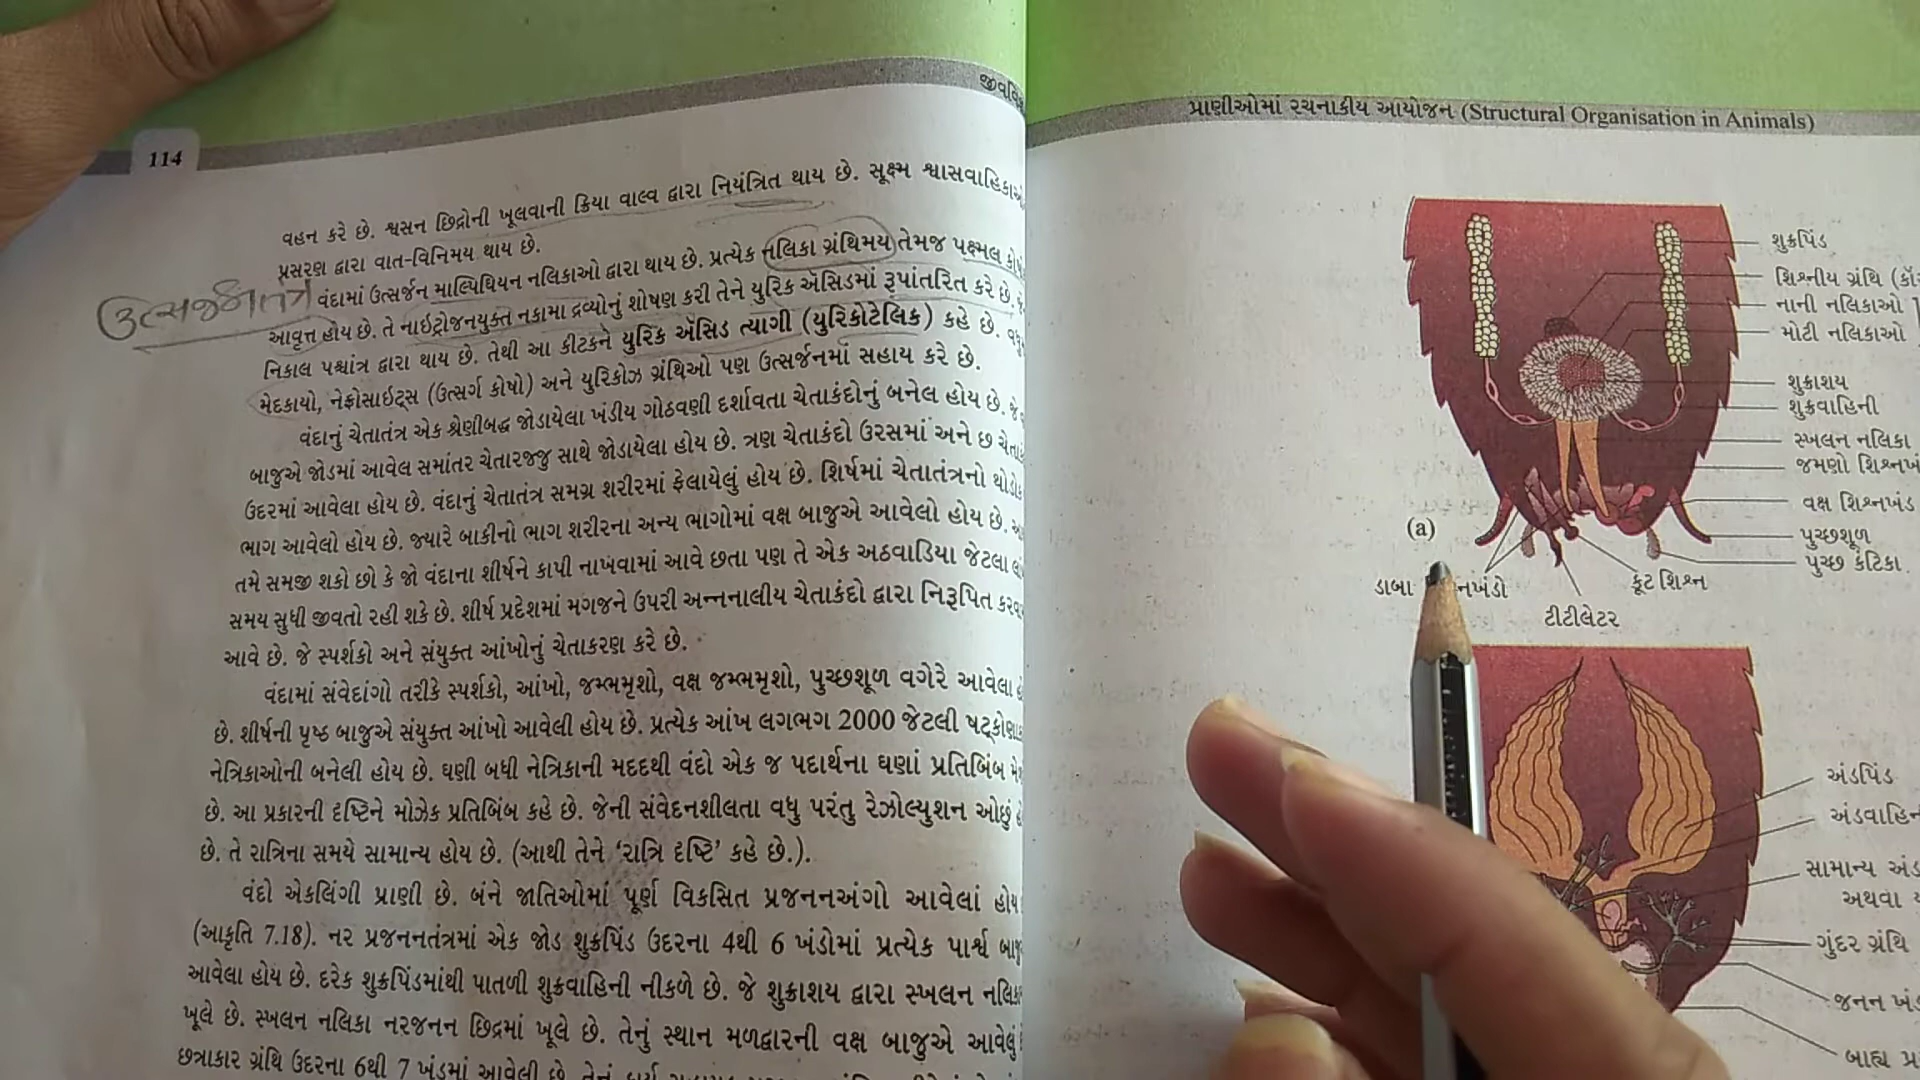 જીવવિ
114
વહન કરે છે. શ્વસન છિદ્રોની ખૂલવાની ક્રિયા વાલ્વ દ્વારા નિયંત્રિત થાય છે. સૂક્ષ્મ શ્વાસવાહિકા
પ્રસરણ દ્વારા વાત-વિનિમય થાય છે.
ઉત્સર્જનતંત્ર
વંદામાં ઉત્સર્જન માલ્પિઘિયન નલિકાઓ દ્વારા થાય છે. પ્રત્યેક નલિકા ગ્રંથિમય તેમજ પક્ષ્મલ
આવૃત્ત હોય છે. તે નાઇટ્રોજનયુક્ત નકામા દ્રવ્યોનું શોષણ કરી તેને યુરિક ઍસિડમાં રૂપાંતરિત કરે છે.
નિકાલ પશ્ચાંત્ર દ્વારા થાય છે. તેથી આ કીટકને યુરિક ઍસિડ ત્યાગી (યુરિકોટેલિક) કહે છે.
મેદકાયો, નેફ્રોસાઇટ્સ (ઉત્સર્ગ કોષો) અને યુરિકોઝ ગ્રંથિઓ પણ ઉત્સર્જનમાં સહાય કરે છે.
વંદાનું ચેતાતંત્ર એક શ્રેણીબદ્ધ જોડાયેલા ખંડીય ગોઠવણી દર્શાવતા ચેતાકંદોનું બનેલ હોય છે.
બાજુએ જોડમાં આવેલ સમાંતર ચેતારજ્જુ સાથે જોડાયેલા હોય છે. ત્રણ ચેતાકંદો ઉરસમાં અને છ
ઉદરમાં આવેલા હોય છે. વંદાનું ચેતાતંત્ર સમગ્ર શરીરમાં ફેલાયેલું હોય છે. શિર્ષમાં ચેતાતંત્રનો થોડો
ભાગ આવેલો હોય છે. જ્યારે બાકીનો ભાગ શરીરના અન્ય ભાગોમાં વક્ષ બાજુએ આવેલો હોય છે.
તમે સમજી શકો છો કે જો વંદાના શીર્ષને કાપી નાખવામાં આવે છતા પણ તે એક અઠવાડિયા જેટલા
સમય સુધી જીવતો રહી શકે છે. શીર્ષ પ્રદેશમાં મગજને ઉપરી અન્નનાલીય ચેતાકંદો દ્વારા નિરૂપિત
આવે છે. જે સ્પર્શકો અને સંયુક્ત આંખોનું ચેતાકરણ કરે છે.
વંદામાં સંવેદાંગો તરીકે સ્પર્શકો, આંખો, જમ્ભમૃશો, વક્ષ જમ્ભમૃશો, પુચ્છશૂળ વગેરે આવેલા
છે. શીર્ષની પૃષ્ઠ બાજુએ સંયુક્ત આંખો આવેલી હોય છે. પ્રત્યેક આંખ લગભગ 2000 જેટલી ષટ્કોણા
નેત્રિકાઓની બનેલી હોય છે. ઘણી બધી નેત્રિકાની મદદથી વંદો એક જ પદાર્થના ઘણાં પ્રતિબિંબ
છે. આ પ્રકારની દૃષ્ટિને મોઝેક પ્રતિબિંબ કહે છે. જેની સંવેદનશીલતા વધુ પરંતુ રેઝોલ્યુશન ઓછું
છે. તે રાત્રિના સમયે સામાન્ય હોય છે. (આથી તેને ‘રાત્રિ દૃષ્ટિ’ કહે છે.).
વંદો એકલિંગી પ્રાણી છે. બંને જાતિઓમાં પૂર્ણ વિકસિત પ્રજનનઅંગો આવેલાં હોય
(આકૃતિ 7.18). નર પ્રજનનતંત્રમાં એક જોડ શુક્રપિંડ ઉદરના 4થી 6 ખંડોમાં પ્રત્યેક પાર્શ્વ
આવેલા હોય છે. દરેક શુક્રપિંડમાંથી પાતળી શુક્રવાહિની નીકળે છે. જે શુક્રાશય દ્વારા સ્ખલન
ખૂલે છે. સ્ખલન નલિકા નરજનન છિદ્રમાં ખૂલે છે. તેનું સ્થાન મળદ્વારની વક્ષ બાજુએ આવેલું
છત્રાકાર ગ્રંથિ ઉદરના 6થી 7 ખંડમાં આવેલી છે.
પ્રાણીઓમાં રચનાકીય આયોજન (Structural Organisation in Animals)
શુક્રપિંડ
શિશ્નીય ગ્રંથિ
નાની નલિકાઓ
મોટી નલિકાઓ
શુક્રાશય
શુક્રવાહિની
સ્ખલન નલિકા
જમણો શિશ્નખં
વક્ષ શિશ્નખંડ
(a)
પુચ્છશૂળ
પુચ્છ કંટિકા
ડાબા નખંડો
કૂટ શિશ્ન
ટીટીલેટર
અંડપિંડ
અંડવાહિ
સામાન્ય અંડ
અથવા
ગુંદર ગ્રંથિ
જનન ખં
બાહ્ય પ્ર